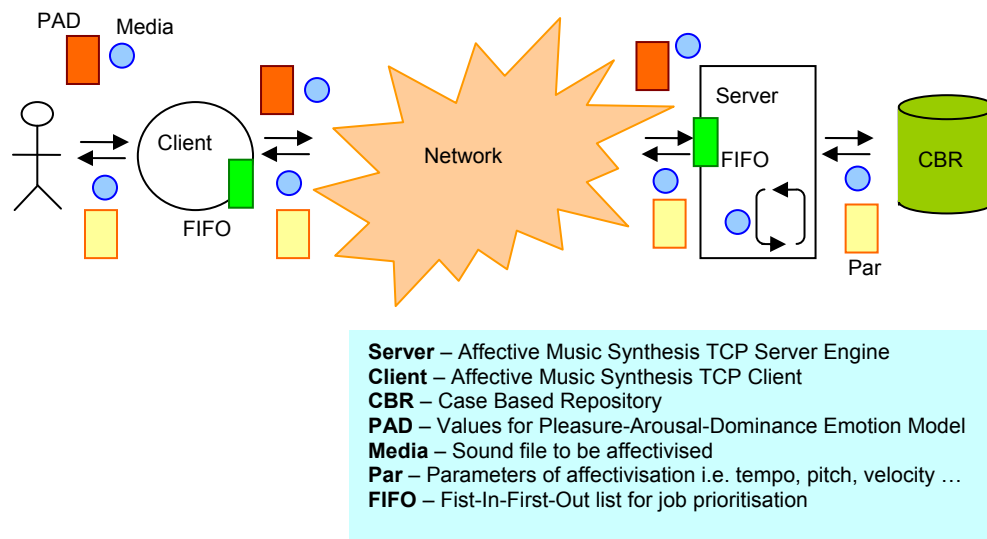 PAD
Media
Client
FIFO
Network
Server
FIFO
CBR
Par
Server – Affective Music Synthesis TCP Server Engine
Client – Affective Music Synthesis TCP Client
CBR – Case Based Repository
PAD – Values for Pleasure-Arousal-Dominance Emotion Model
Media – Sound file to be affectivised
Par – Parameters of affectivisation i.e. tempo, pitch, velocity …
FIFO – Fist-In-First-Out list for job prioritisation